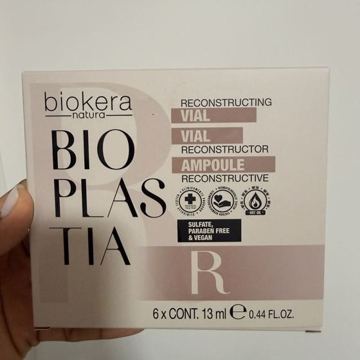 biokera
natura
BIO
PLAS
TIA
RECONSTRUCTING
VIAL
VIAL
RECONSTRUCTOR
AMPOULE
RECONSTRUCTIVE
SULFATE,
PARABEN FREE
& VEGAN
R
6 x CONT. 13 ml ℮ 0.44 FL.OZ.